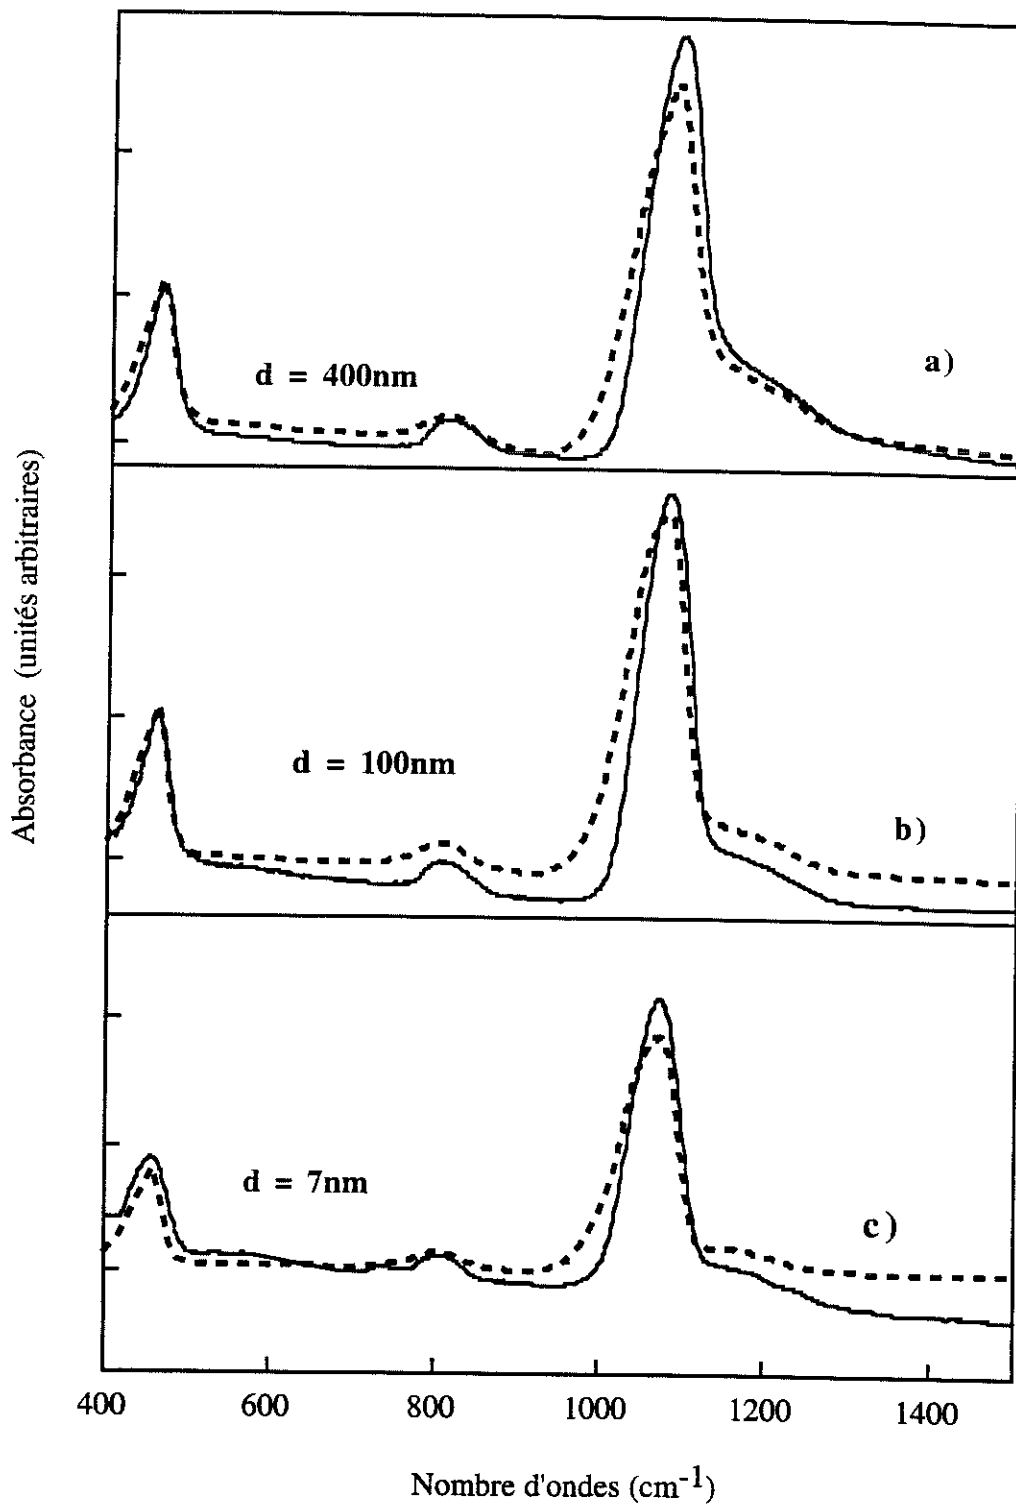 d = 400nm
a)
d = 100nm
b)
d = 7nm
c)
Absorbance (unités arbitraires)
400 600 800 1000 1200 1400
Nombre d'ondes (cm-1)